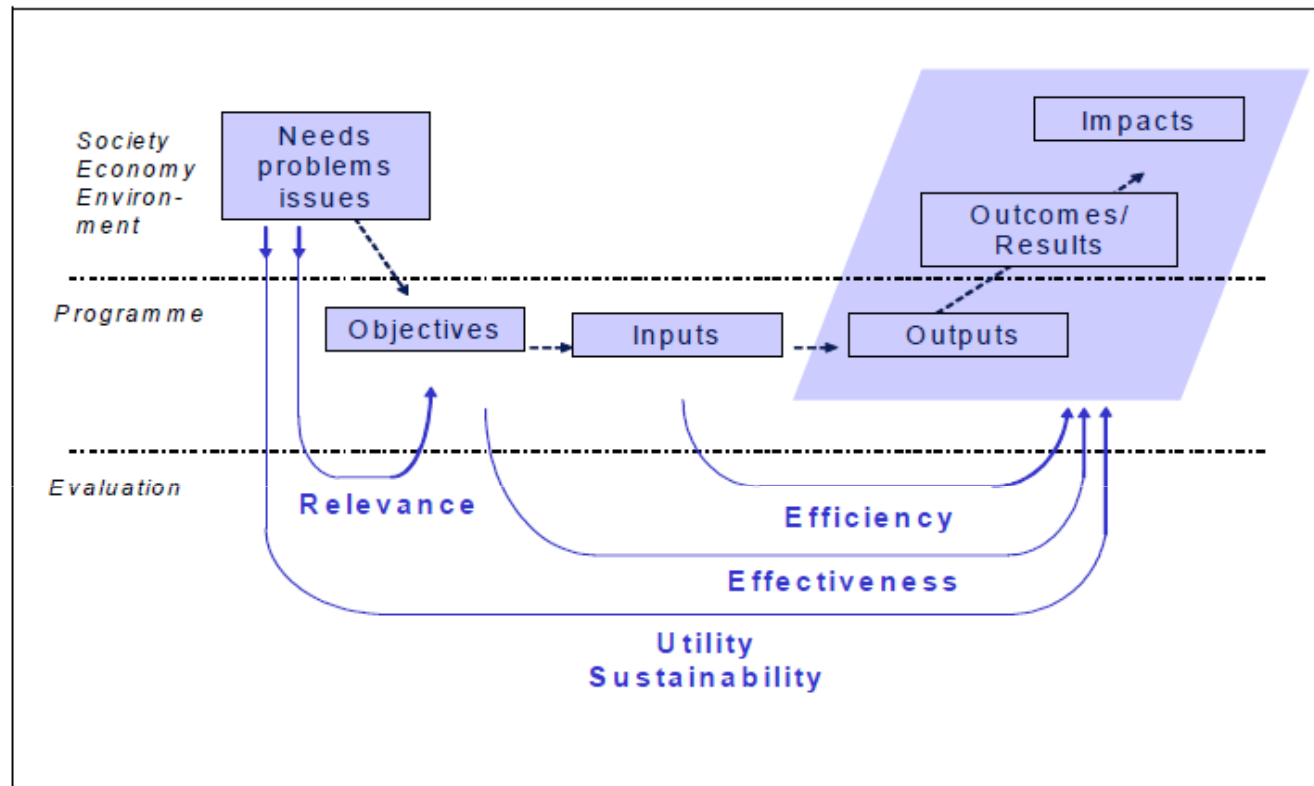 Society
Economy
Environ-
ment
Needs
problems
issues
Impacts
Outcomes/
Results
Programme
Objectives
Inputs
Outputs
Evaluation
Relevance
Efficiency
Effectiveness
Utility
Sustainability